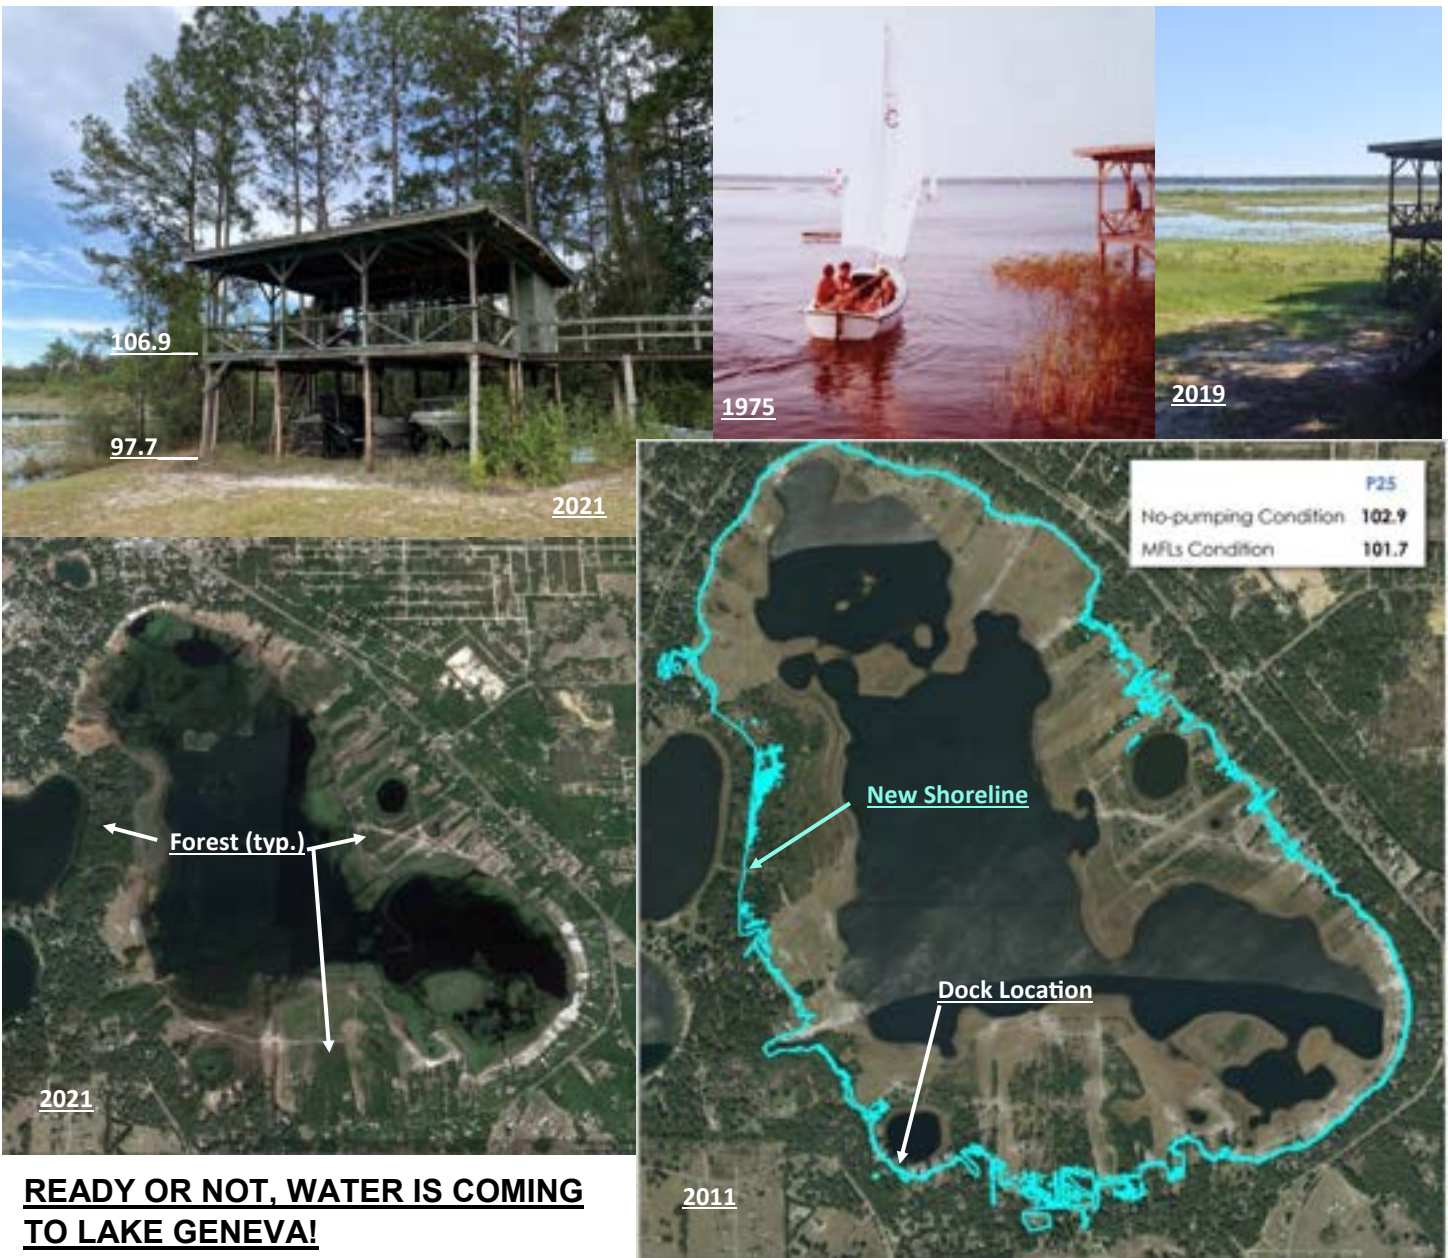 106.9
97.7
2021
1975
2019
P25
No-pumping Condition 102.9
MFLs Condition 101.7
New Shoreline
Forest (typ.)
Dock Location
2021
2011
READY OR NOT, WATER IS COMING
TO LAKE GENEVA!